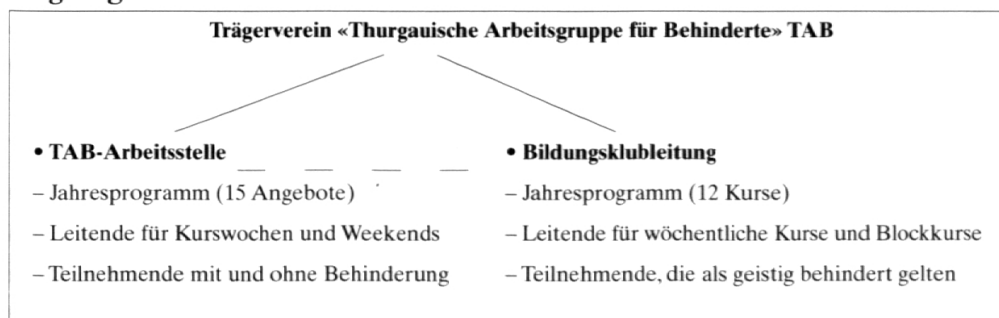 Trägerverein «Thurgauische Arbeitsgruppe für Behinderte» TAB
• TAB-Arbeitsstelle
– Jahresprogramm (15 Angebote)
– Leitende für Kurswochen und Weekends
– Teilnehmende mit und ohne Behinderung
• Bildungsklubleitung
– Jahresprogramm (12 Kurse)
– Leitende für wöchentliche Kurse und Blockkurse
– Teilnehmende, die als geistig behindert gelten